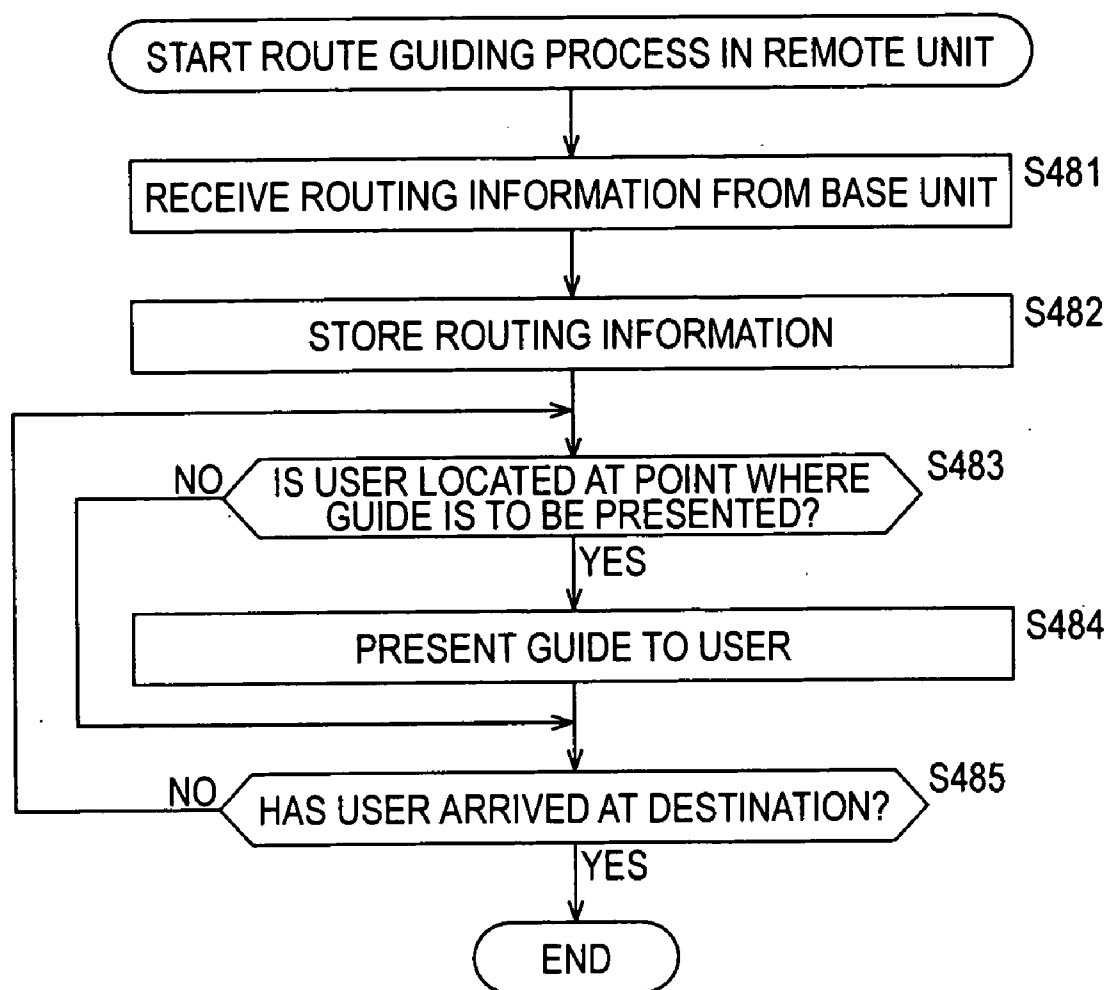 START ROUTE GUIDING PROCESS IN REMOTE UNIT
RECEIVE ROUTING INFORMATION FROM BASE UNIT
S481
STORE ROUTING INFORMATION
S482
IS USER LOCATED AT POINT WHERE
GUIDE IS TO BE PRESENTED?
S483
NO
YES
PRESENT GUIDE TO USER
S484
HAS USER ARRIVED AT DESTINATION?
S485
NO
YES
END